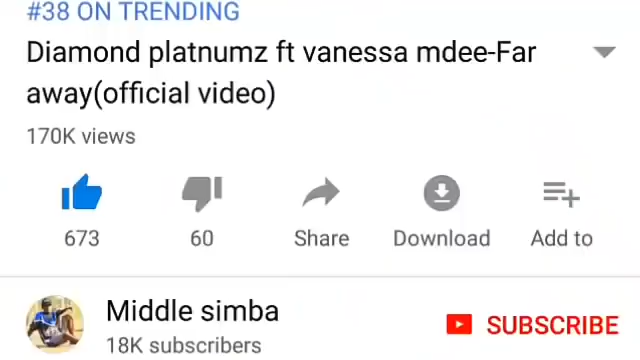 #38 ON TRENDING
Diamond platnumz ft vanessa mdee-Far
away(official video)
170K views
673
60
Share
Download
Add to
Middle simba
SUBSCRIBE
18K subscribers